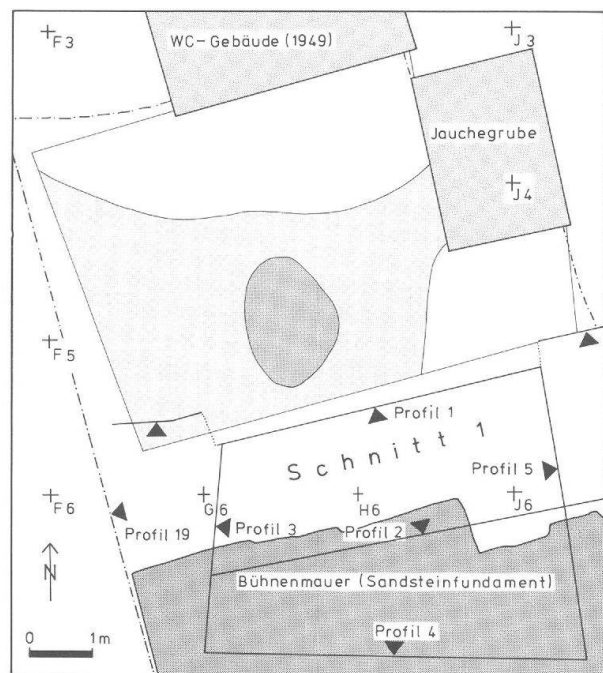 F3
WC-Gebäude (1949)
J3
Jauchegrube
J4
F5
Profil 1
Schnitt 1
Profil 5
F6
G6
H6
J6
Profil 19
Profil 3
Profil 2
N
Bühnenmauer (Sandsteinfundament)
Profil 4
0 1m